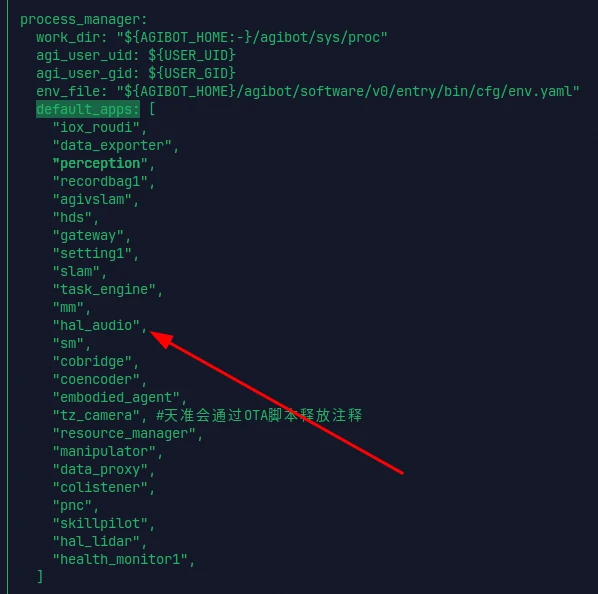 process_manager:
work_dir: "${AGIBOT_HOME:-}/agibot/sys/proc"
agi_user_uid: ${USER_UID}
agi_user_gid: ${USER_GID}
env_file: "${AGIBOT_HOME}/agibot/software/v0/entry/bin/cfg/env.yaml"
default_apps: [
"iox_roudi",
"data_exporter",
"perception",
"recordbag1",
"agivslam",
"hds",
"gateway",
"setting1",
"slam",
"task_engine",
"mm",
"hal_audio",
"sm",
"cobridge",
"coencoder",
"embodied_agent",
"tz_camera", #天准会通过OTA脚本释放注释
"resource_manager",
"manipulator",
"data_proxy",
"colistener",
"pnc",
"skillpilot",
"hal_lidar",
"health_monitor1",
]